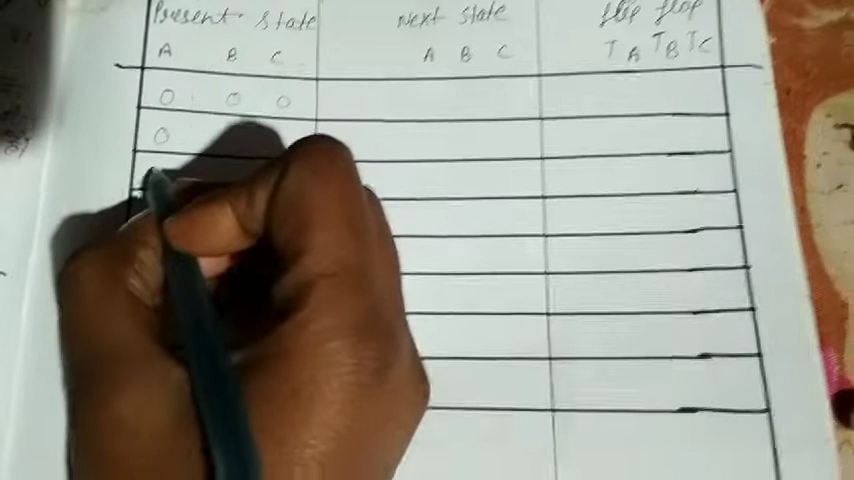 Present State Next State flip flop
A B C A B C TA TB TC
0 0 0
0